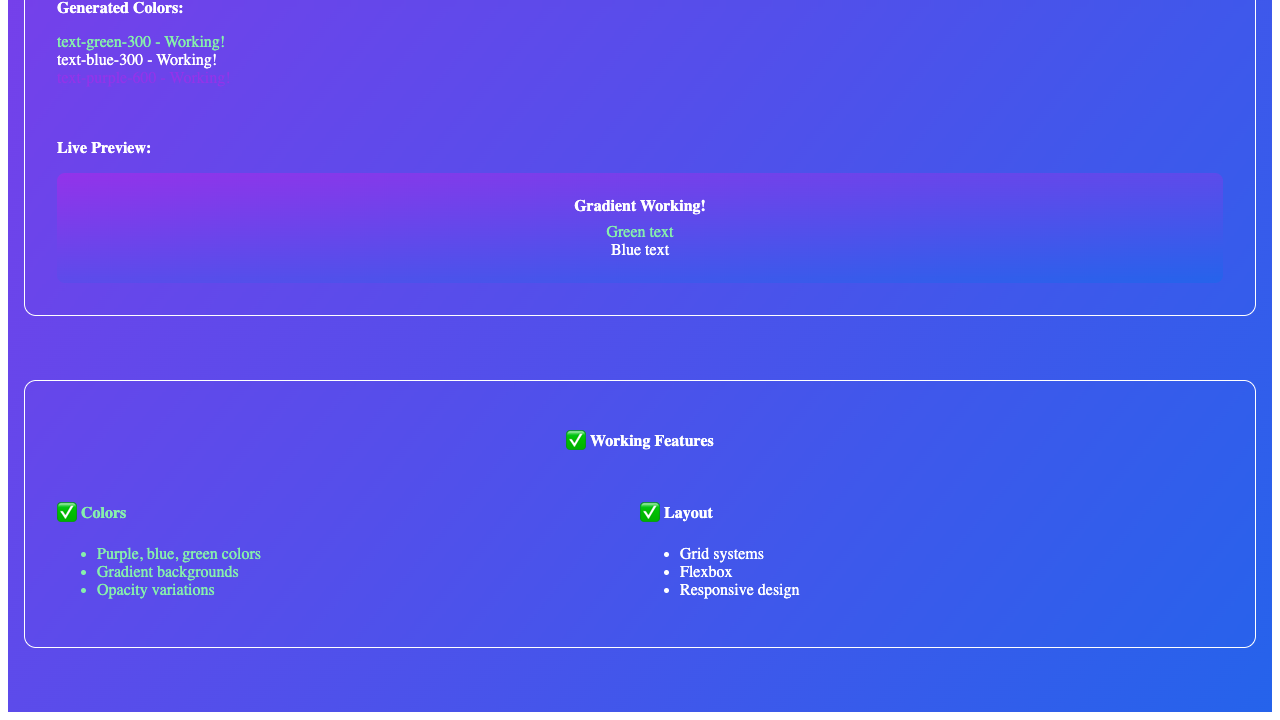 Generated Colors:
text-green-300 - Working!
text-blue-300 - Working!
Live Preview:
Gradient Working!
Green text
Blue text
✅ Working Features
✅ Colors
• Purple, blue, green colors
• Gradient backgrounds
• Opacity variations
✅ Layout
• Grid systems
• Flexbox
• Responsive design